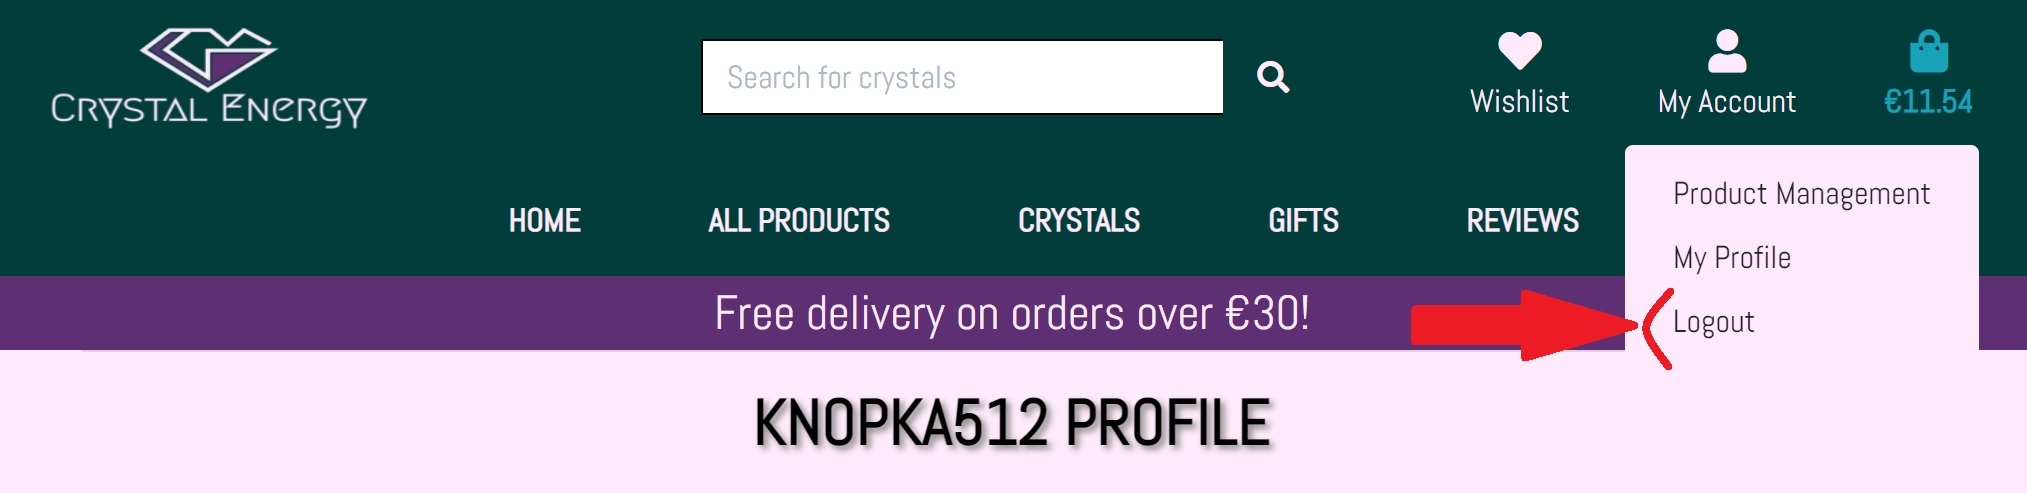 CRYSTAL ENERGY
Search for crystals
Wishlist
My Account
€11.54
HOME
ALL PRODUCTS
CRYSTALS
GIFTS
REVIEWS
Product Management
My Profile
Logout
Free delivery on orders over €30!
KNOPKA512 PROFILE